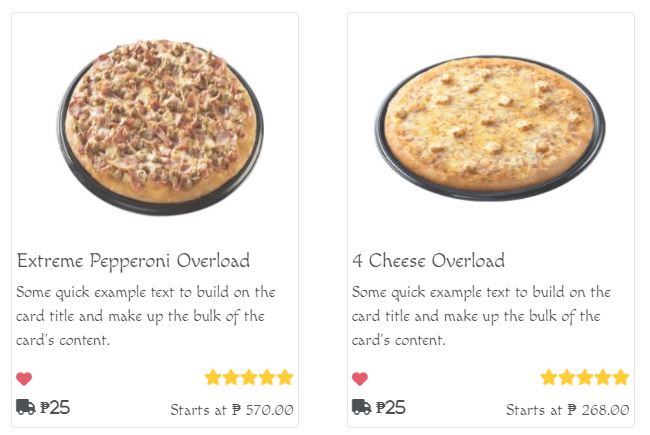 Extreme Pepperoni Overload
Some quick example text to build on the
card title and make up the bulk of the
card's content.
₱25
Starts at ₱ 570.00
4 Cheese Overload
Some quick example text to build on the
card title and make up the bulk of the
card's content.
₱25
Starts at ₱ 268.00